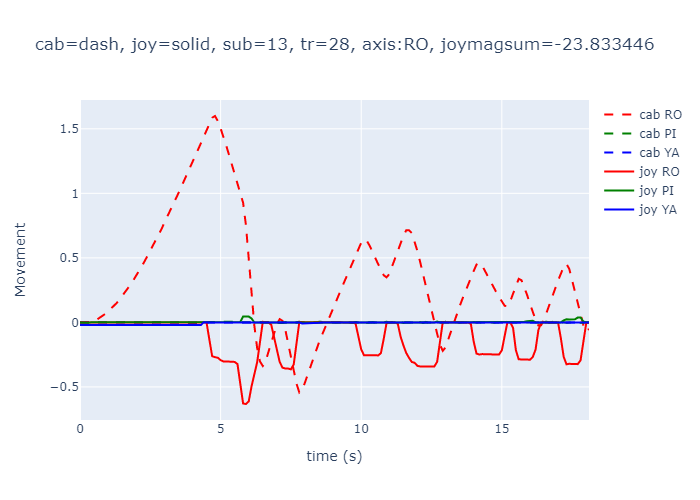 cab=dash, joy=solid, sub=13, tr=28, axis:RO, joymagsum=-23.833446
cab RO
cab PI
cab YA
joy RO
joy PI
joy YA
Movement
1.5
1
0.5
0
−0.5
0
5
10
15
time (s)